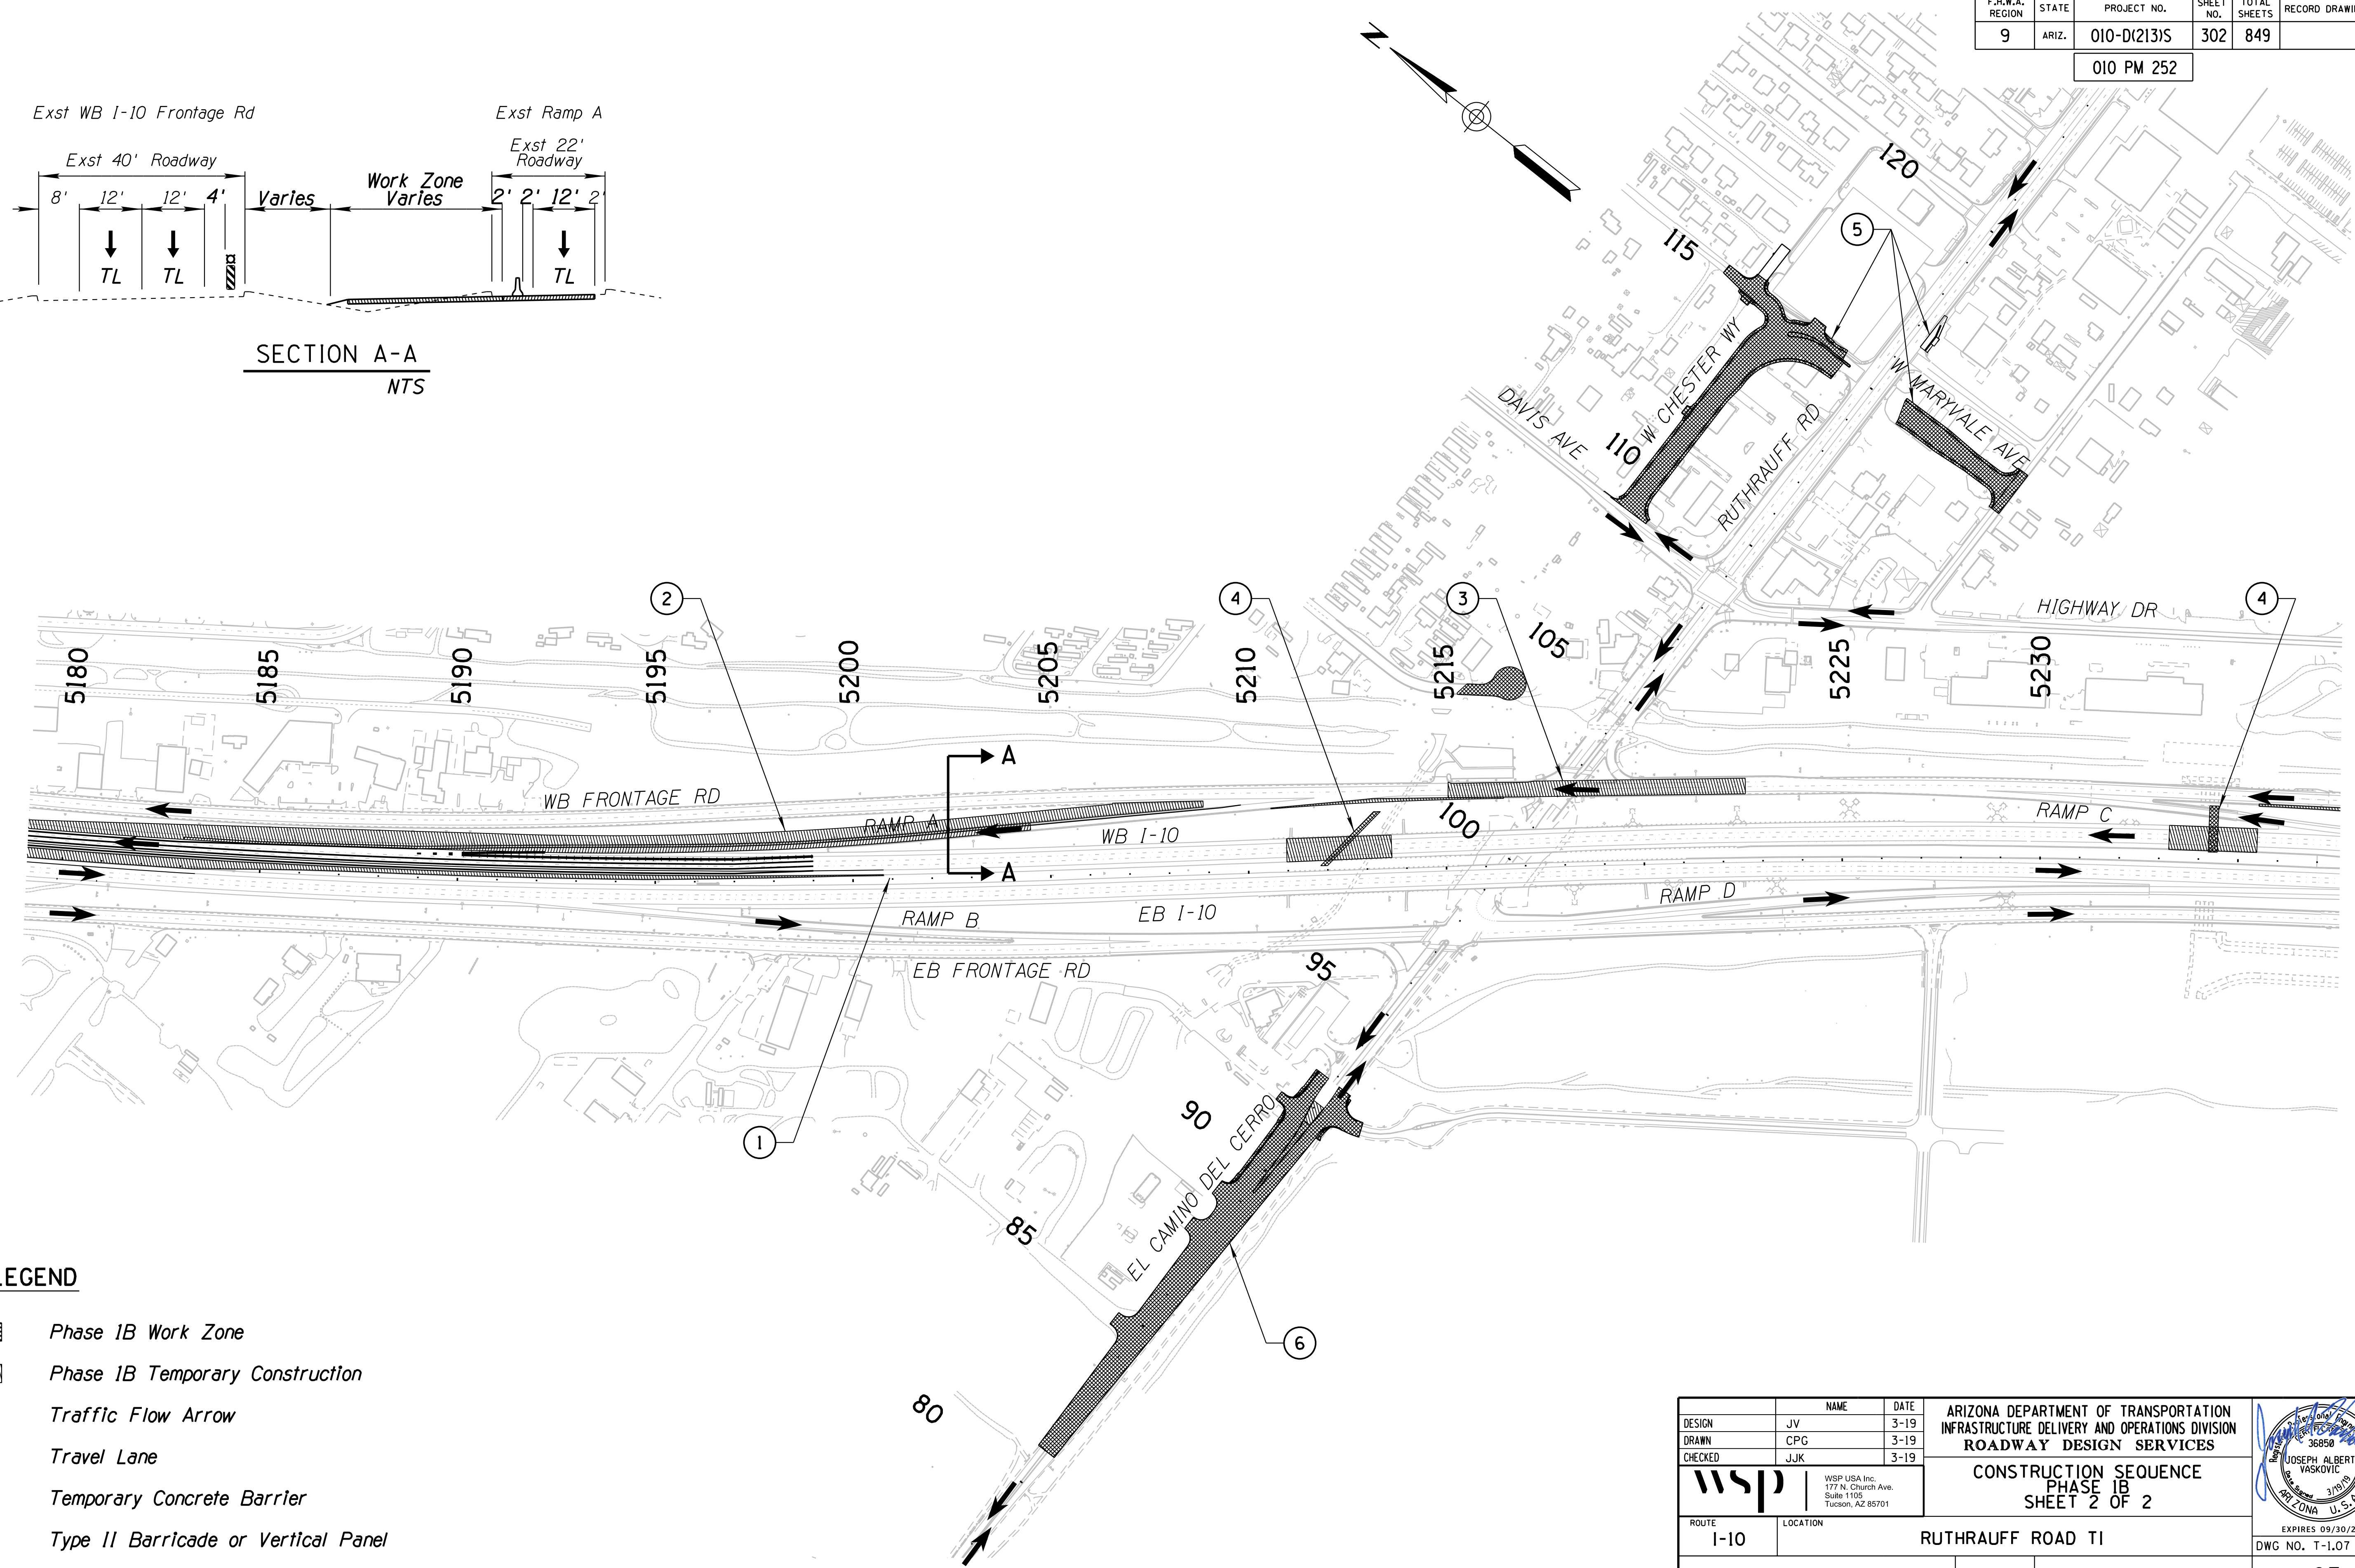 F.H.W.A. REGION
STATE
PROJECT NO.
SHEET NO.
TOTAL SHEETS
9
ARIZ.
010-D(213)S
302
849
010 PM 252
N
Exst WB I-10 Frontage Rd
Exst Ramp A
Exst 40' Roadway
Exst 22' Roadway
8' 12' 12' 4' Varies
Work Zone Varies
2' 2' 12' 2'
TL TL TL
SECTION A-A
NTS
120
5
115
W CHESTER WY
DAVIS AVE
110
RUTHRAUFF RD
W MARYVALE AVE
2
4
3
4
HIGHWAY DR
105
5180
5185
5190
5195
5200
5205
5210
5215
5225
5230
A
WB FRONTAGE RD
RAMP A
WB I-10
100
RAMP C
A
RAMP B
EB I-10
RAMP D
EB FRONTAGE RD
95
1
90
EL CAMINO DEL CERRO
85
6
80
Phase 1B Work Zone
Phase 1B Temporary Construction
Traffic Flow Arrow
Travel Lane
Temporary Concrete Barrier
Type II Barricade or Vertical Panel
NAME DATE
DESIGN JV 3-19
DRAWN CPG 3-19
CHECKED JJK 3-19
ARIZONA DEPARTMENT OF TRANSPORTATION
INFRASTRUCTURE DELIVERY AND OPERATIONS DIVISION
ROADWAY DESIGN SERVICES
wsp
WSP USA Inc.
177 N. Church Ave.
Suite 1105
Tucson, AZ 85701
CONSTRUCTION SEQUENCE
PHASE 1B
SHEET 2 OF 2
ROUTE
I-10
LOCATION
RUTHRAUFF ROAD TI
36850
JOSEPH ALBERT
VASKOVIC
3/19/19
ARIZONA U.S.A.
DWG NO. T-1.07